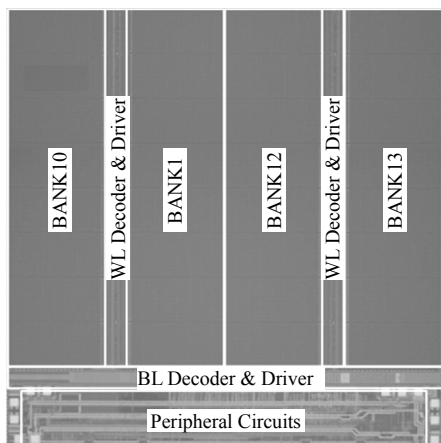 BANK10
WL Decoder & Driver
BANK1
BANK12
WL Decoder & Driver
BANK13
BL Decoder & Driver
Peripheral Circuits